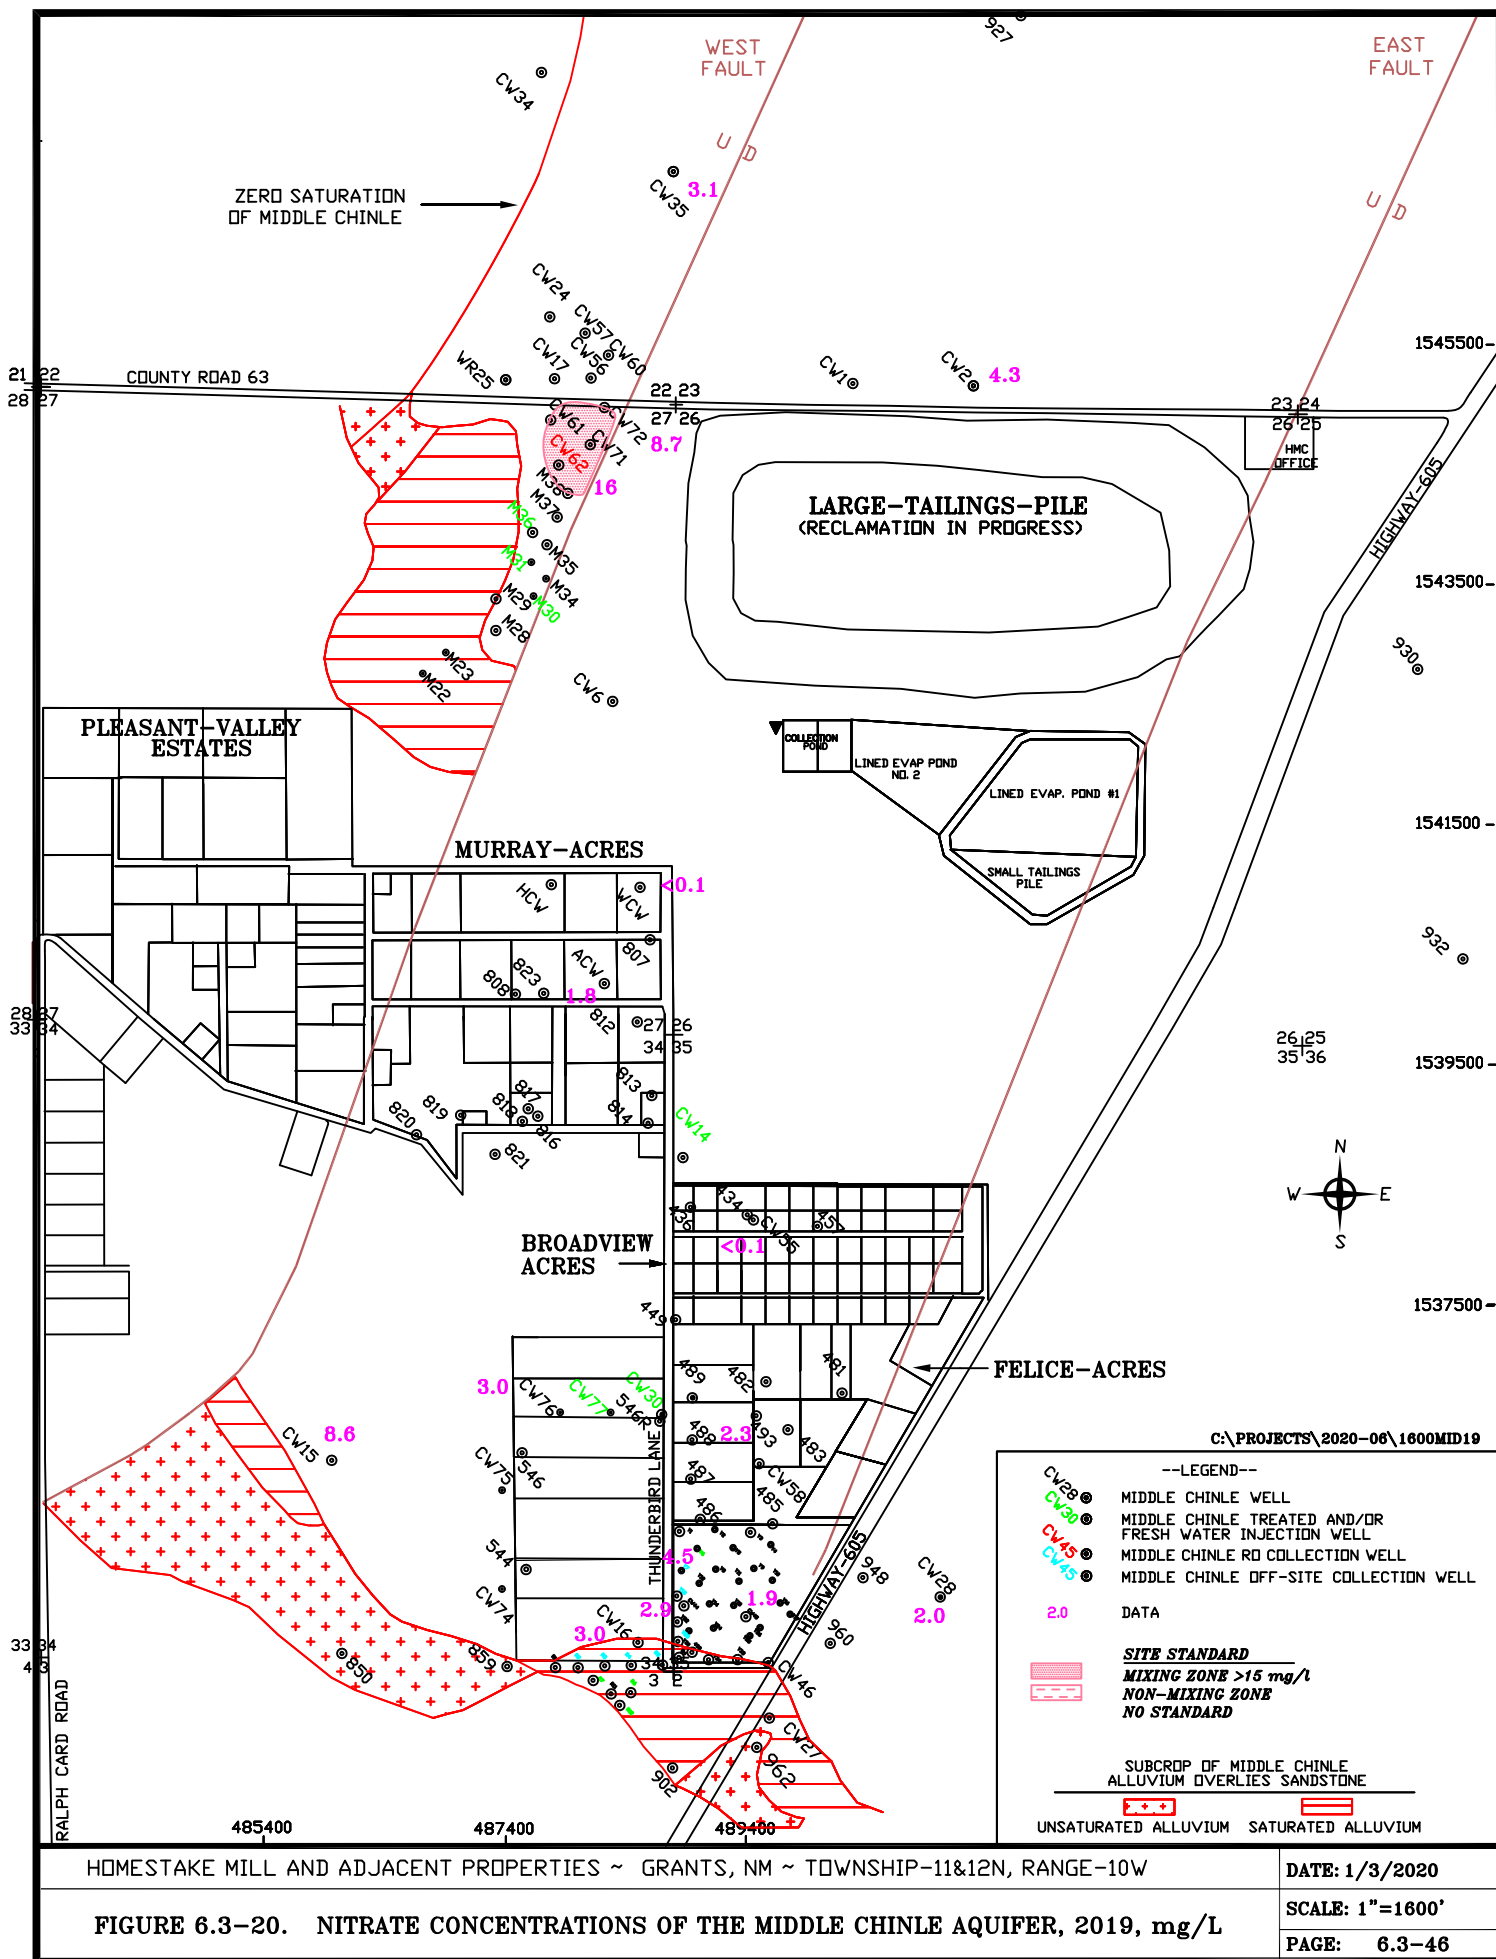 927
WEST
FAULT
EAST
FAULT
CW34
U D
ZERO SATURATION
OF MIDDLE CHINLE
CW35
3.1
U D
CW24
CW57
CW60
CW56
CW17
WR25
CW1
CW2
4.3
1545500
21 22
28 27
COUNTY ROAD 63
22 23
27 26
23 24
26 25
HMC
OFFICE
CW61
CW72
8.7
CW71
CW62
16
M38
M37
M36
M35
M31
M34
M30
M29
M28
M23
M22
CW6
LARGE-TAILINGS-PILE
(RECLAMATION IN PROGRESS)
HIGHWAY-605
1543500
930
COLLECTION
POND
LINED EVAP POND
NO. 2
LINED EVAP. POND #1
SMALL TAILINGS
PILE
1541500
PLEASANT-VALLEY
ESTATES
MURRAY-ACRES
HCW
WCW
<0.1
807
ACW
823
808
1.8
812
932
28 27
33 34
27 26
34 35
26 25
35 36
1539500
813
814
817
818
816
819
820
821
CW14
N
W E
S
436
434
CW55
457
<0.1
BROADVIEW
ACRES
1537500
449
489
482
481
FELICE-ACRES
3.0
CW76
CW77
CW30
546R
488
2.3
493
483
8.6
CW15
CW75
546
487
CW58
486
485
THUNDERBIRD LANE
544
4.5
CW74
2.9
1.9
CW16
3.0
HIGHWAY-605
948
CW28
2.0
960
33 34
4 3
850
859
34 35
3 2
CW46
CW27
962
902
RALPH CARD ROAD
485400
487400
489400
C:\PROJECTS\2020-06\1600MID19
--LEGEND--
CW28 MIDDLE CHINLE WELL
CW30 MIDDLE CHINLE TREATED AND/OR
FRESH WATER INJECTION WELL
CW45 MIDDLE CHINLE RO COLLECTION WELL
CW45 MIDDLE CHINLE OFF-SITE COLLECTION WELL
2.0 DATA
SITE STANDARD
MIXING ZONE >15 mg/l
NON-MIXING ZONE
NO STANDARD
SUBCROP OF MIDDLE CHINLE
ALLUVIUM OVERLIES SANDSTONE
UNSATURATED ALLUVIUM SATURATED ALLUVIUM
HOMESTAKE MILL AND ADJACENT PROPERTIES ~ GRANTS, NM ~ TOWNSHIP-11&12N, RANGE-10W
DATE: 1/3/2020
SCALE: 1"=1600'
FIGURE 6.3-20. NITRATE CONCENTRATIONS OF THE MIDDLE CHINLE AQUIFER, 2019, mg/L
PAGE: 6.3-46